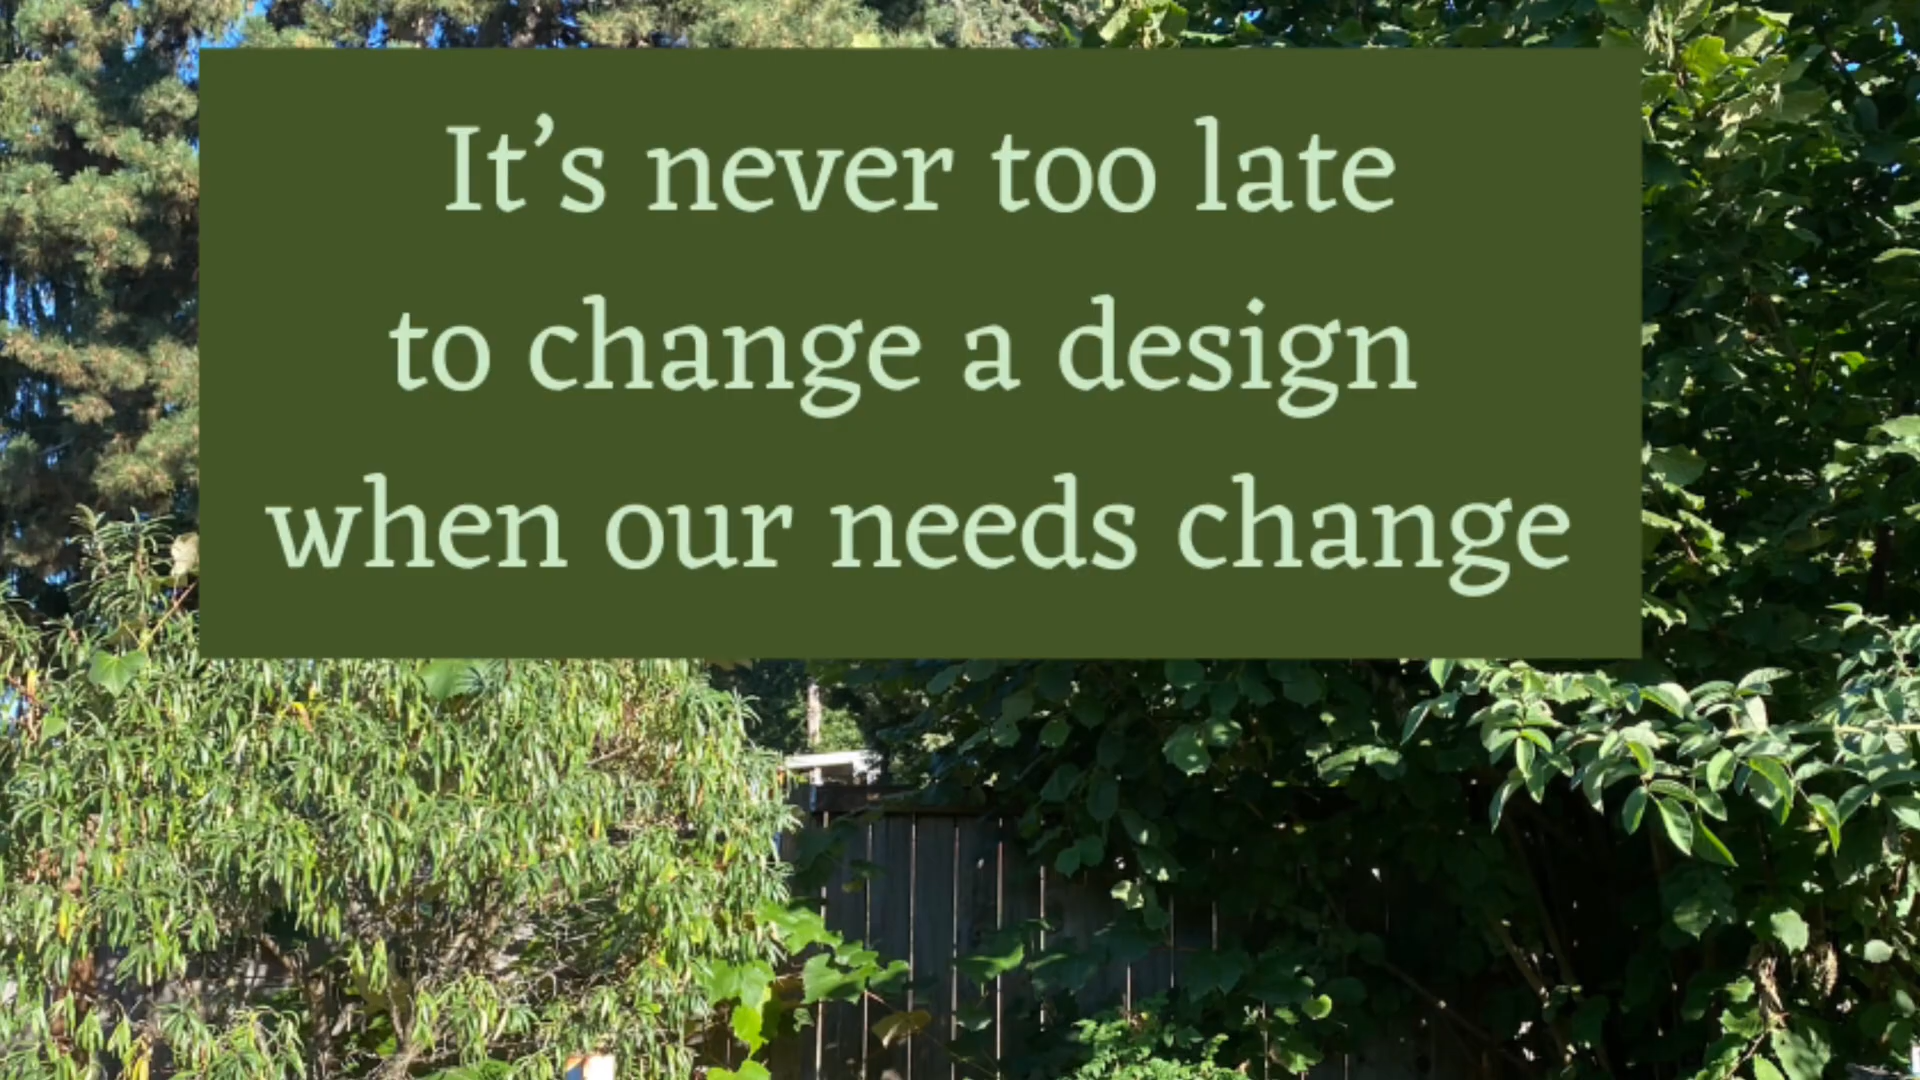 It’s never too late
to change a design
when our needs change